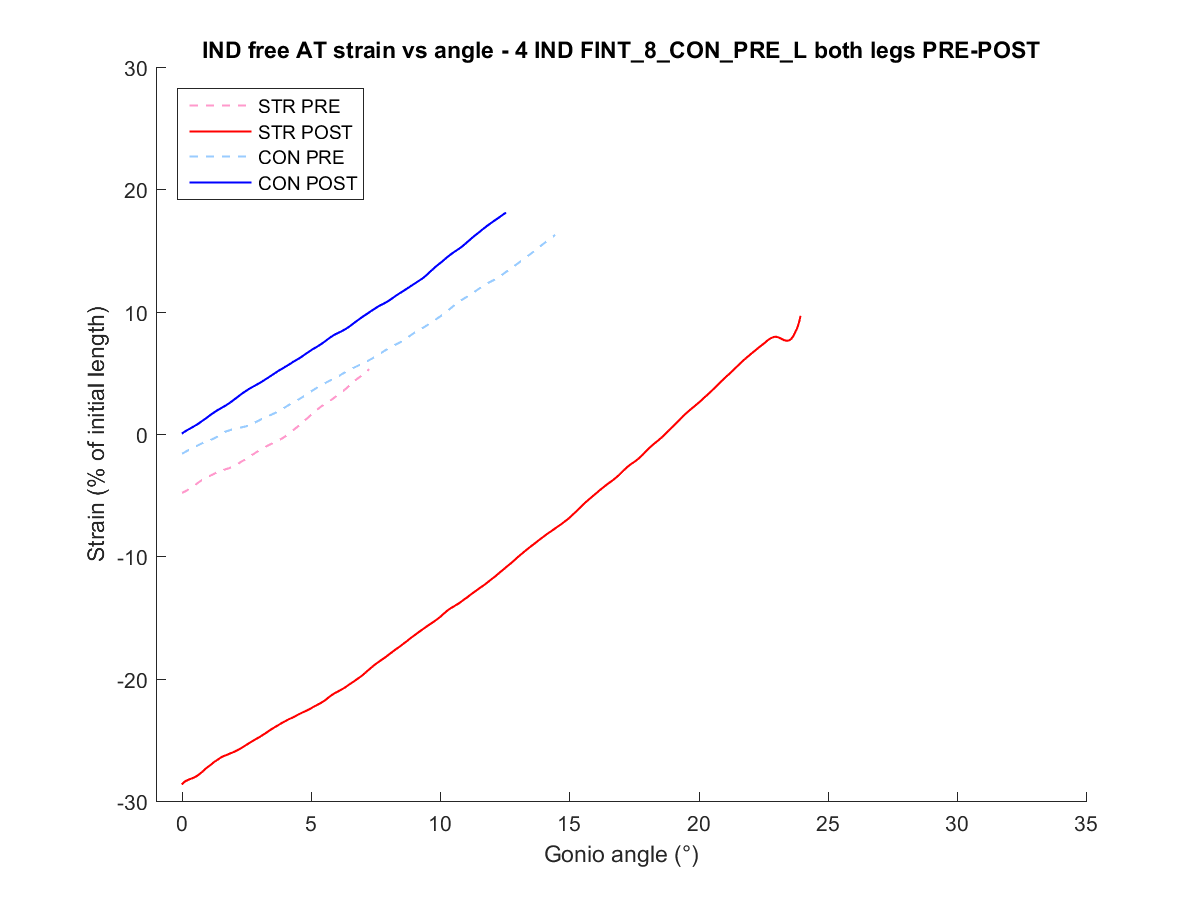 IND free AT strain vs angle - 4 IND FINT_8_CON_PRE_L both legs PRE-POST
STR PRE
STR POST
CON PRE
CON POST
30
20
10
0
-10
-20
-30
Strain (% of initial length)
0 5 10 15 20 25 30 35
Gonio angle (°)